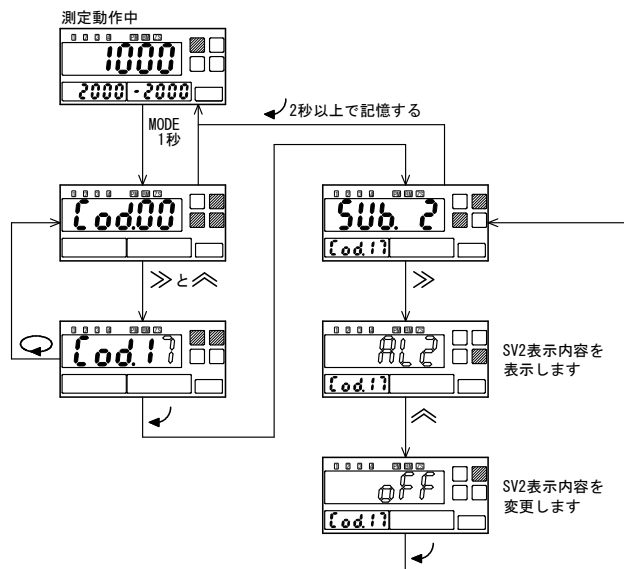 測定動作中
1000
2000 -2000
MODE
1秒
2秒以上で記憶する
Cod.00
≫と︽
Cod.17
SUb. 2
Cod.17
≫
AL2
Cod.17
SV2表示内容を
表示します
︽
oFF
Cod.17
SV2表示内容を
変更します